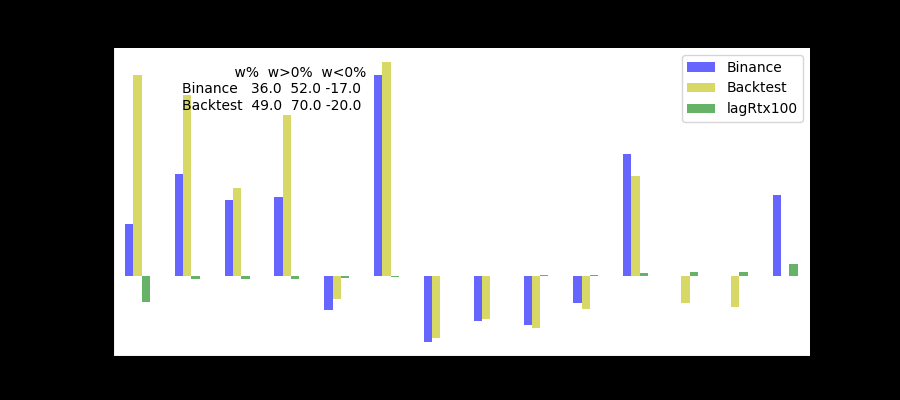 w%  w>0%  w<0%
Binance   36.0  52.0 -17.0
Backtest  49.0  70.0 -20.0
Binance
Backtest
lagRtx100